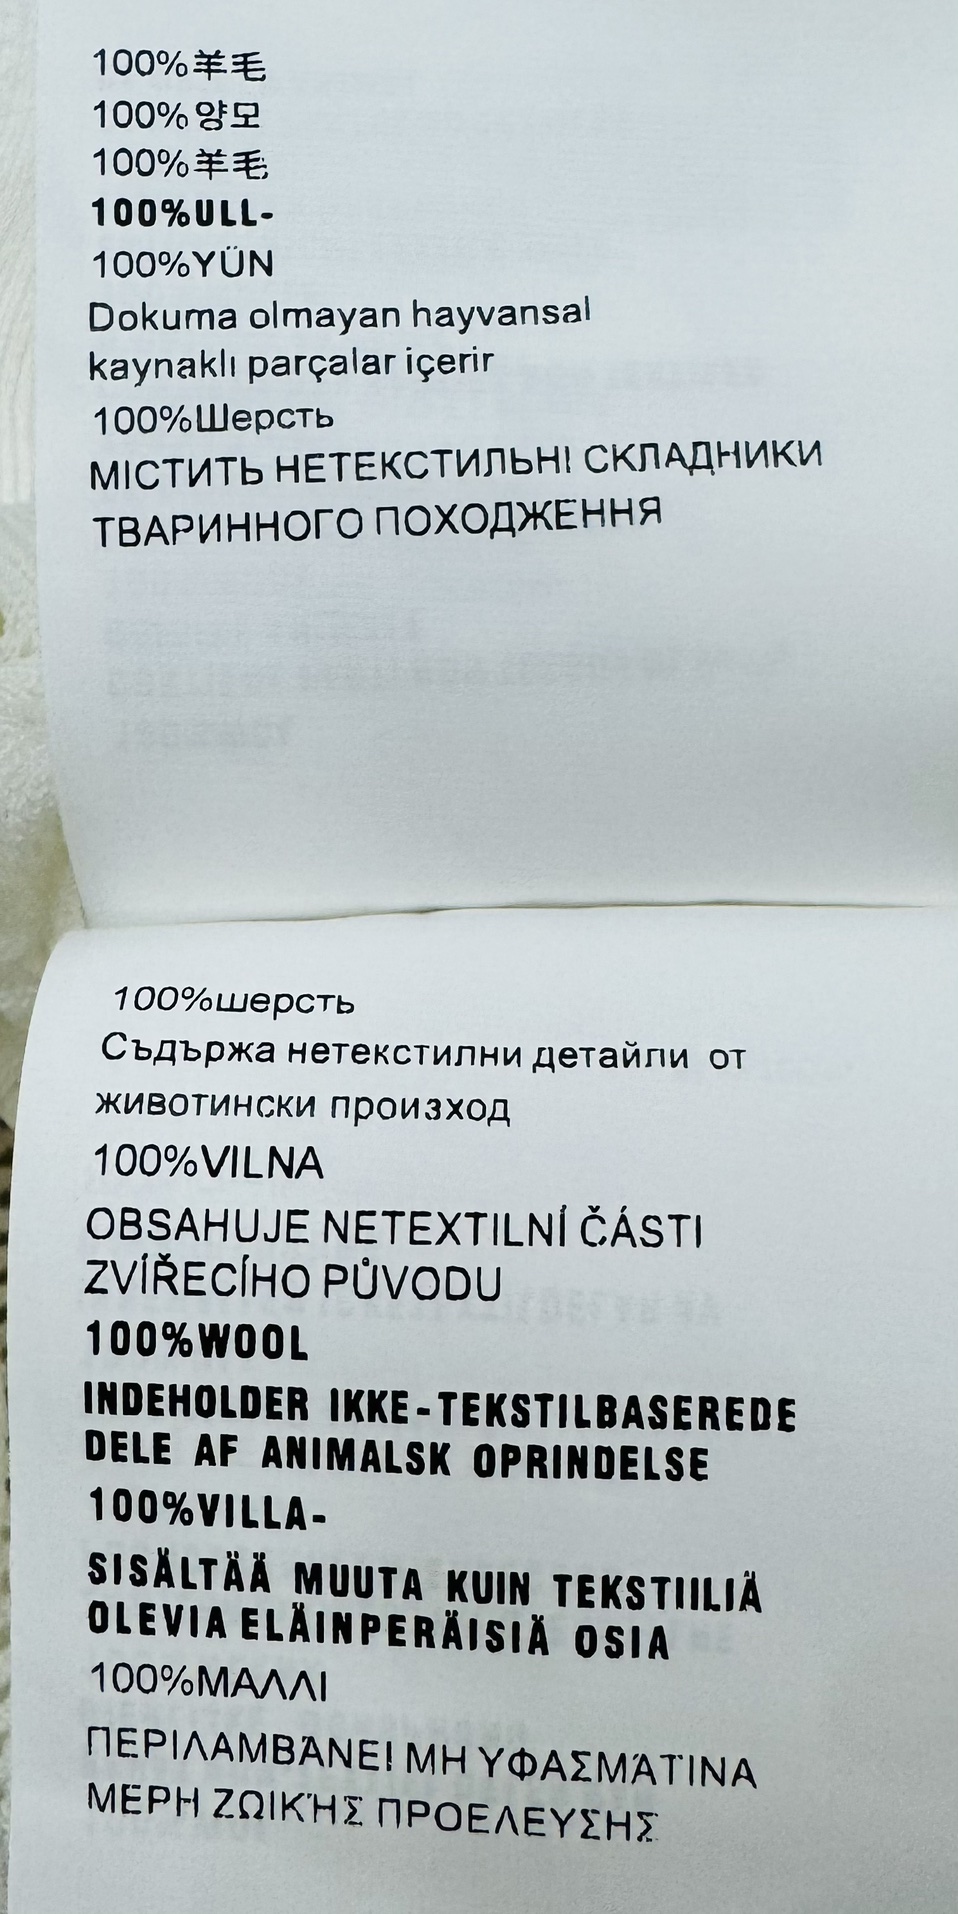 100%羊毛
100%양모
100%羊毛
100%ULL-
100%YÜN
Dokuma olmayan hayvansal
kaynaklı parçalar içerir
100%Шерсть
МІСТИТЬ НЕТЕКСТИЛЬНІ СКЛАДНИКИ
ТВАРИННОГО ПОХОДЖЕННЯ
100%шерсть
Съдържа нетекстилни детайли от
животински произход
100%VILNA
OBSAHUJE NETEXTILNÍ ČÁSTI
ZVÍŘECÍHO PŮVODU
100%WOOL
INDEHOLDER IKKE-TEKSTILBASEREDE
DELE AF ANIMALSK OPRINDELSE
100%VILLA-
SISÄLTÄÄ MUUTA KUIN TEKSTIILIÄ
OLEVIA ELÄINPERÄISIÄ OSIA
100%ΜΑΛΛΙ
ΠΕΡΙΛΑΜΒΆΝΕΙ ΜΗ ΥΦΑΣΜΆΤΙΝΑ
ΜΕΡΗ ΖΩΙΚΉΣ ΠΡΟΕΛΕΥΣΗΣ